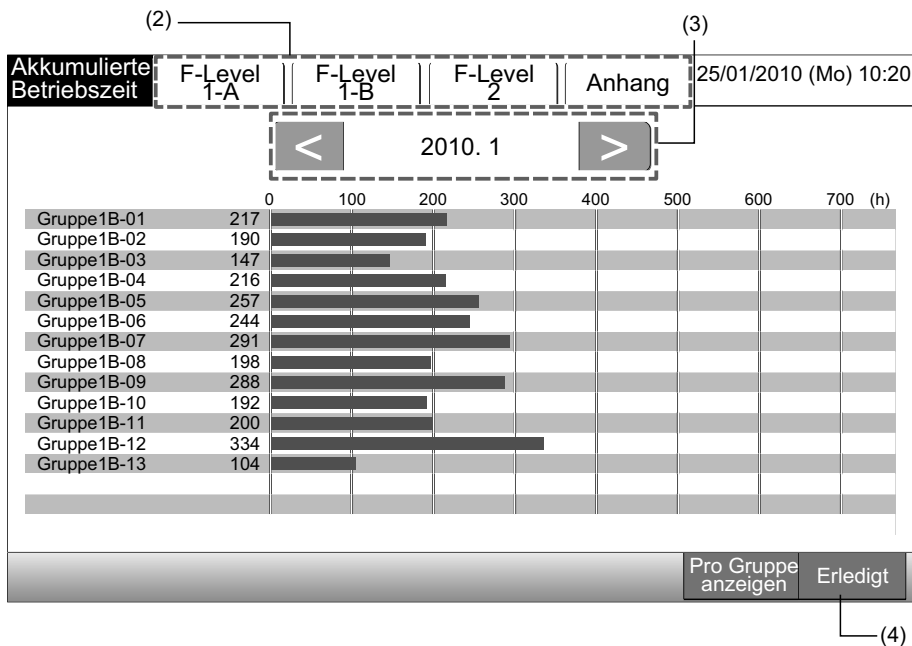 (2)
(3)
Akkumulierte
Betriebszeit
F-Level
1-A
F-Level
1-B
F-Level
2
Anhang
25/01/2010 (Mo) 10:20
< 2010. 1 >
0 100 200 300 400 500 600 700 (h)
Gruppe1B-01 217
Gruppe1B-02 190
Gruppe1B-03 147
Gruppe1B-04 216
Gruppe1B-05 257
Gruppe1B-06 244
Gruppe1B-07 291
Gruppe1B-08 198
Gruppe1B-09 288
Gruppe1B-10 192
Gruppe1B-11 200
Gruppe1B-12 334
Gruppe1B-13 104
Pro Gruppe
anzeigen
Erledigt
(4)